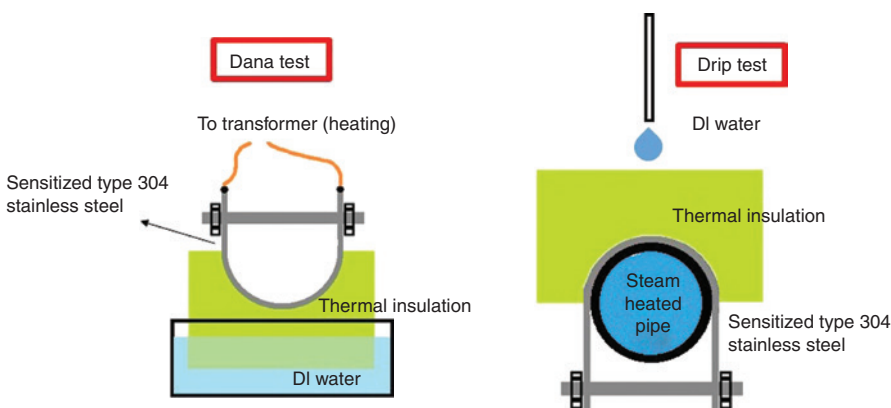 Dana test
To transformer (heating)
Sensitized type 304
stainless steel
Thermal insulation
DI water
Drip test
DI water
Thermal insulation
Steam
heated
pipe
Sensitized type 304
stainless steel